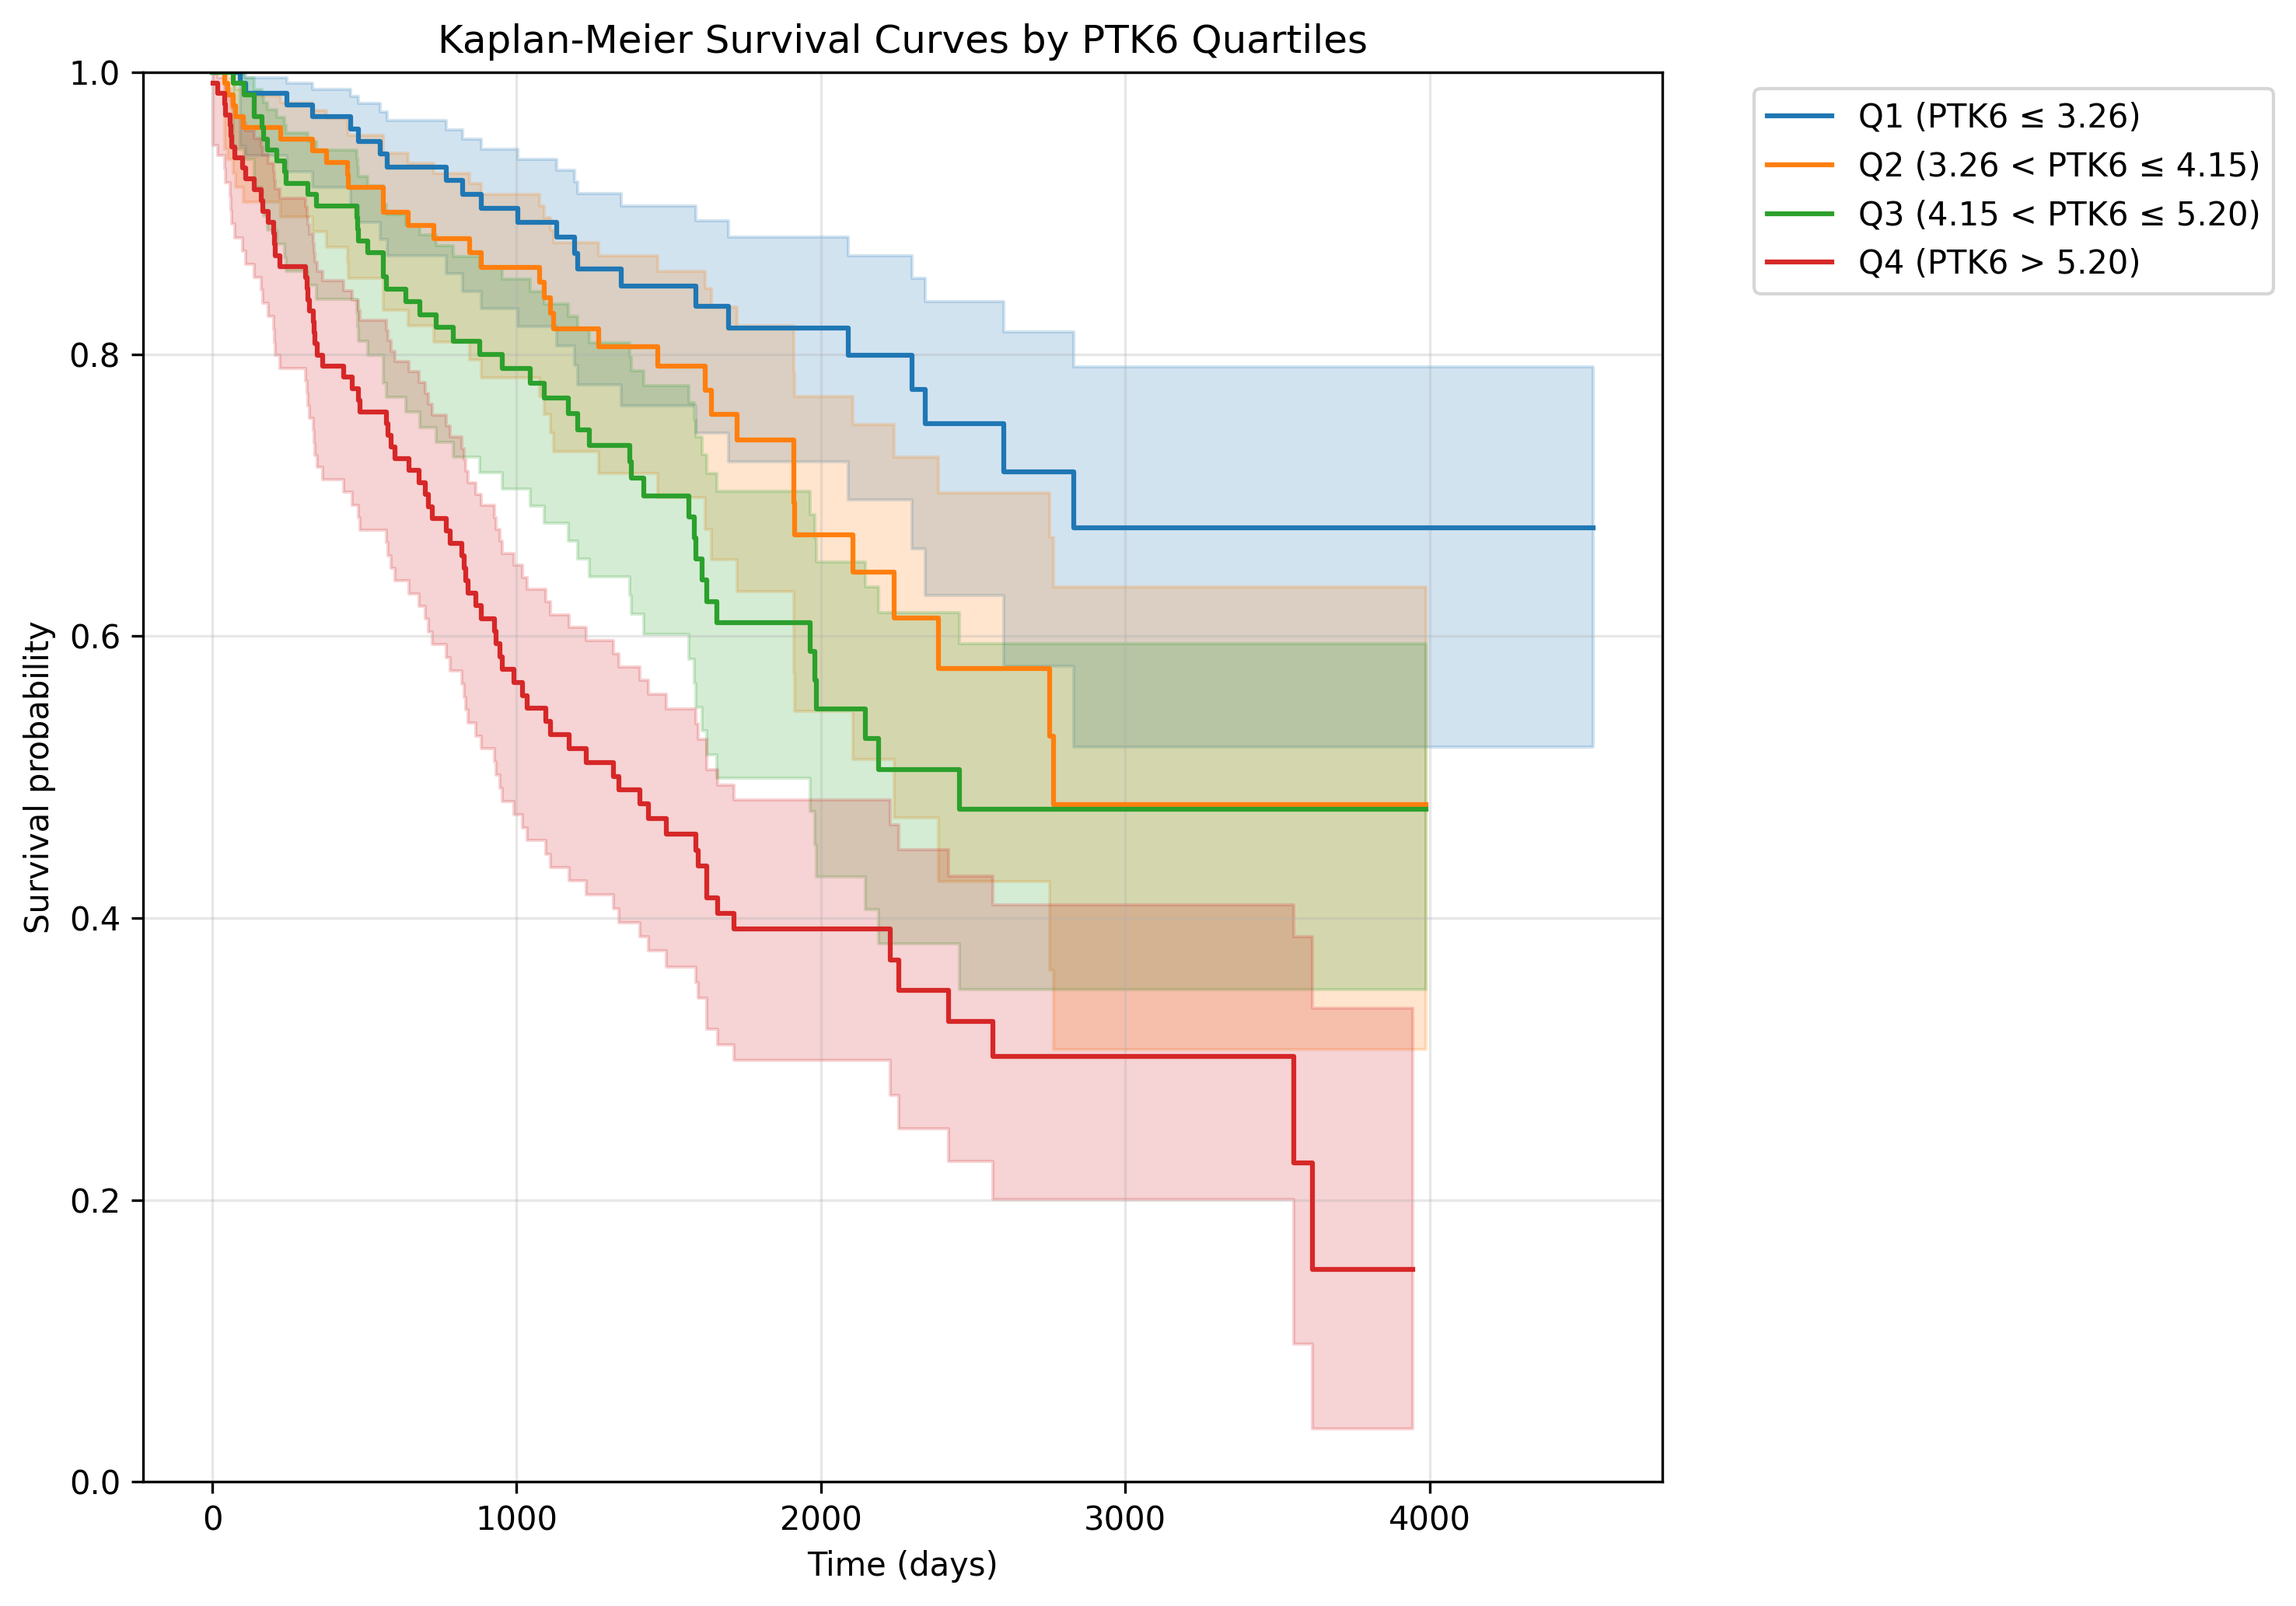 Kaplan-Meier Survival Curves by PTK6 Quartiles
Survival probability
1.0
0.8
0.6
0.4
0.2
0.0
0
1000
2000
3000
4000
Time (days)
Q1 (PTK6 ≤ 3.26)
Q2 (3.26 < PTK6 ≤ 4.15)
Q3 (4.15 < PTK6 ≤ 5.20)
Q4 (PTK6 > 5.20)